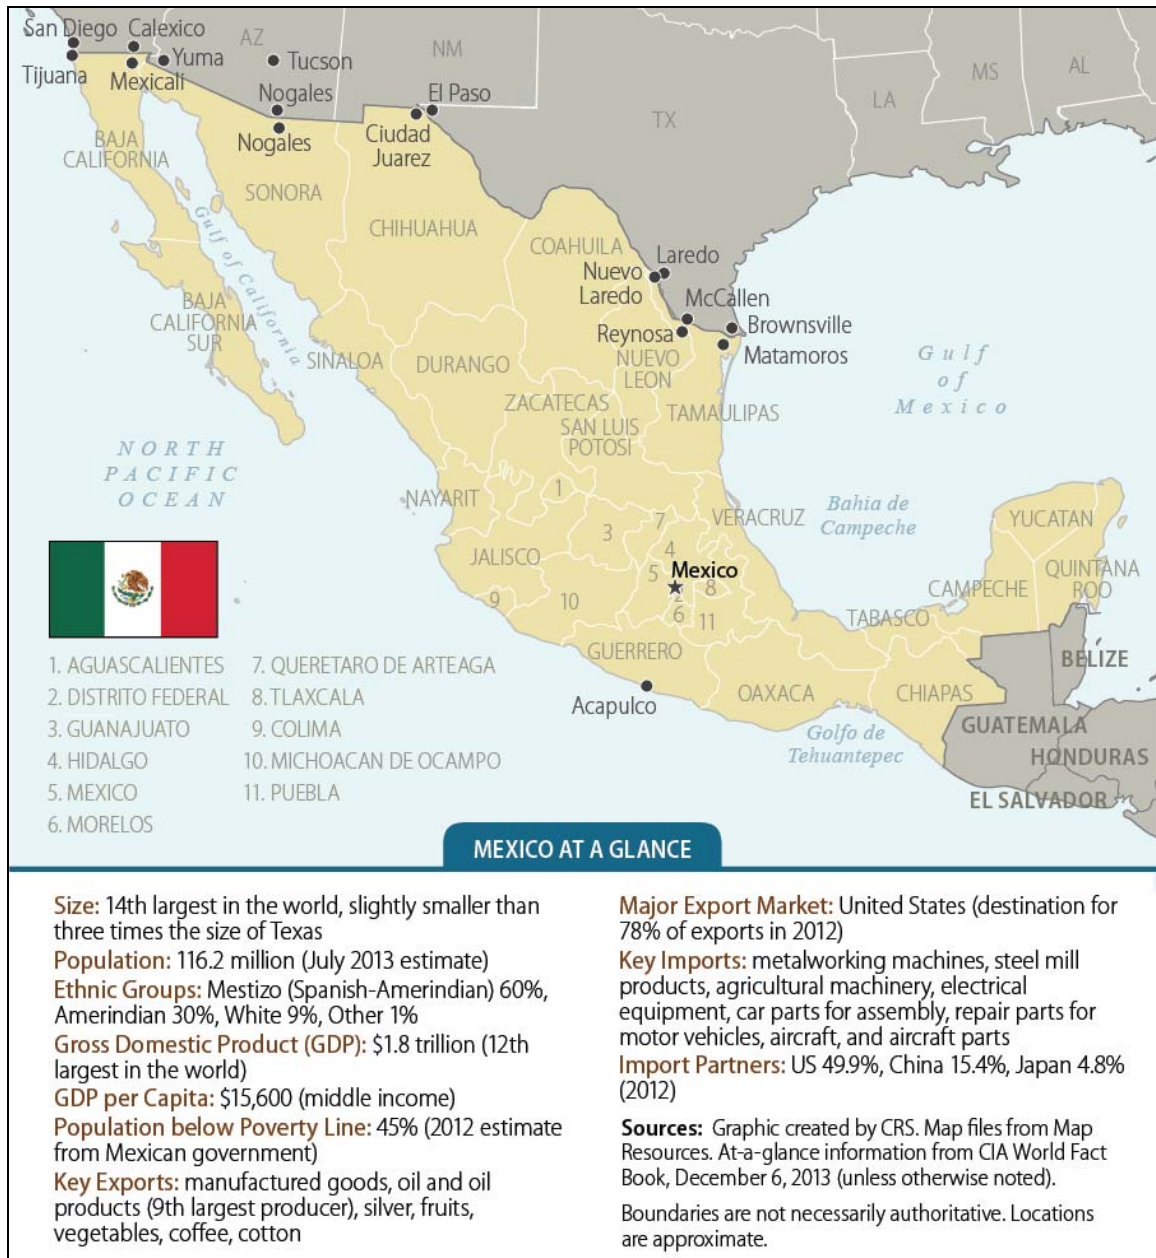 San Diego
Calexico
AZ
NM
MS
AL
Yuma
Tucson
LA
Tijuana
Mexicali
Nogales
El Paso
TX
Nogales
Ciudad
Juarez
BAJA
CALIFORNIA
SONORA
CHIHUAHUA
Gulf of California
COAHUILA
Laredo
Nuevo
Laredo
McCallen
BAJA
CALIFORNIA
SUR
Reynosa
Brownsville
Matamoros
SINALOA
DURANGO
NUEVO
LEON
Gulf
of
Mexico
ZACATECAS
SAN LUIS
POTOSI
TAMAULIPAS
NORTH
PACIFIC
OCEAN
NAYARIT
1
3
7
VERACRUZ
Bahia de
Campeche
YUCATAN
JALISCO
4
5
Mexico
8
2
6
11
9
10
CAMPECHE
QUINTANA
ROO
TABASCO
GUERRERO
BELIZE
Acapulco
OAXACA
CHIAPAS
Golfo de
Tehuantepec
GUATEMALA
HONDURAS
EL SALVADOR
1. AGUASCALIENTES
2. DISTRITO FEDERAL
3. GUANAJUATO
4. HIDALGO
5. MEXICO
6. MORELOS
7. QUERETARO DE ARTEAGA
8. TLAXCALA
9. COLIMA
10. MICHOACAN DE OCAMPO
11. PUEBLA
MEXICO AT A GLANCE
Size: 14th largest in the world, slightly smaller than
three times the size of Texas
Population: 116.2 million (July 2013 estimate)
Ethnic Groups: Mestizo (Spanish-Amerindian) 60%,
Amerindian 30%, White 9%, Other 1%
Gross Domestic Product (GDP): $1.8 trillion (12th
largest in the world)
GDP per Capita: $15,600 (middle income)
Population below Poverty Line: 45% (2012 estimate
from Mexican government)
Key Exports: manufactured goods, oil and oil
products (9th largest producer), silver, fruits,
vegetables, coffee, cotton
Major Export Market: United States (destination for
78% of exports in 2012)
Key Imports: metalworking machines, steel mill
products, agricultural machinery, electrical
equipment, car parts for assembly, repair parts for
motor vehicles, aircraft, and aircraft parts
Import Partners: US 49.9%, China 15.4%, Japan 4.8%
(2012)
Sources: Graphic created by CRS. Map files from Map
Resources. At-a-glance information from CIA World Fact
Book, December 6, 2013 (unless otherwise noted).
Boundaries are not necessarily authoritative. Locations
are approximate.